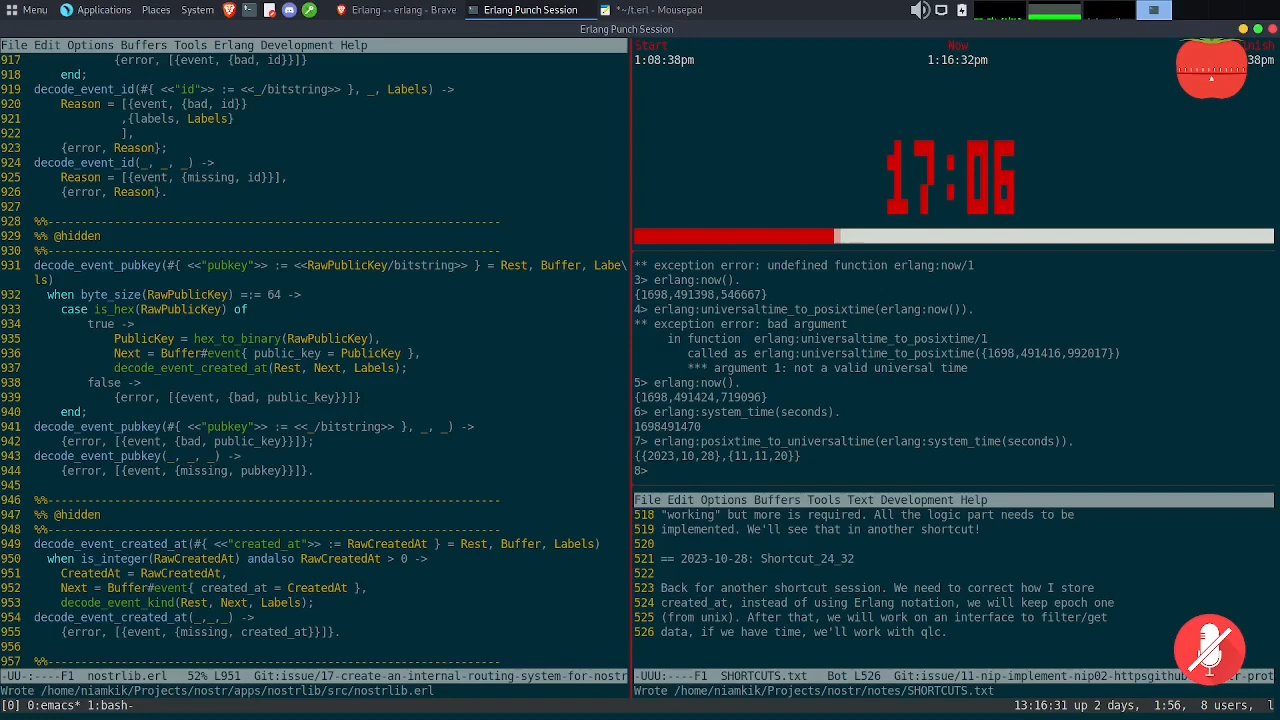 Menu Applications Places System Erlang -- erlang - Brave Erlang Punch Session *~/t.erl - Mousepad
Erlang Punch Session
File Edit Options Buffers Tools Erlang Development Help
917             {error, [{event, {bad, id}}]}
918     end;
919 decode_event_id(#{ <<"id">> := <<_/bitstring>> }, _, Labels) ->
920     Reason = [{event, {bad, id}}
921              ,{labels, Labels}
922              ],
923     {error, Reason};
924 decode_event_id(_, _, _) ->
925     Reason = [{event, {missing, id}}],
926     {error, Reason}.
927
928 %%--------------------------------------------------------------------
929 %% @hidden
930 %%--------------------------------------------------------------------
931 decode_event_pubkey(#{ <<"pubkey">> := <<RawPublicKey/bitstring>> } = Rest, Buffer, Labe\
ls)
932   when byte_size(RawPublicKey) =:= 64 ->
933     case is_hex(RawPublicKey) of
934         true ->
935             PublicKey = hex_to_binary(RawPublicKey),
936             Next = Buffer#event{ public_key = PublicKey },
937             decode_event_created_at(Rest, Next, Labels);
938         false ->
939             {error, [{event, {bad, public_key}}]}
940     end;
941 decode_event_pubkey(#{ <<"pubkey">> := <<_/bitstring>> }, _, _) ->
942     {error, [{event, {bad, public_key}}]};
943 decode_event_pubkey(_, _, _) ->
944     {error, [{event, {missing, pubkey}}]}.
945
946 %%--------------------------------------------------------------------
947 %% @hidden
948 %%--------------------------------------------------------------------
949 decode_event_created_at(#{ <<"created_at">> := RawCreatedAt } = Rest, Buffer, Labels)
950   when is_integer(RawCreatedAt) andalso RawCreatedAt > 0 ->
951     CreatedAt = RawCreatedAt,
952     Next = Buffer#event{ created_at = CreatedAt },
953     decode_event_kind(Rest, Next, Labels);
954 decode_event_created_at(_,_,_) ->
955     {error, [{event, {missing, created_at}}]}.
956
957 %%--------------------------------------------------------------------
-UU-:----F1  nostrlib.erl   52% L951   Git:issue/17-create-an-internal-routing-system-for-nostr
Wrote /home/niamkik/Projects/nostr/apps/nostrlib/src/nostrlib.erl
Start Now
1:08:38pm 1:16:32pm 38pm
17:06
** exception error: undefined function erlang:now/1
3> erlang:now().
{1698,491398,546667}
4> erlang:universaltime_to_posixtime(erlang:now()).
** exception error: bad argument
     in function  erlang:universaltime_to_posixtime/1
        called as erlang:universaltime_to_posixtime({1698,491416,992017})
        *** argument 1: not a valid universal time
5> erlang:now().
{1698,491424,719096}
6> erlang:system_time(seconds).
1698491470
7> erlang:posixtime_to_universaltime(erlang:system_time(seconds)).
{{2023,10,28},{11,11,20}}
8>
File Edit Options Buffers Tools Text Development Help
518 "working" but more is required. All the logic part needs to be
519 implemented. We'll see that in another shortcut!
520
521 == 2023-10-28: Shortcut_24_32
522
523 Back for another shortcut session. We need to correct how I store
524 created_at, instead of using Erlang notation, we will keep epoch one
525 (from unix). After that, we will work on an interface to filter/get
526 data, if we have time, we'll work with qlc.
-UUU:----F1  SHORTCUTS.txt   Bot L526   Git:issue/11-nip-implement-nip02-httpsgithub
Wrote /home/niamkik/Projects/nostr/notes/SHORTCUTS.txt
[0] 0:emacs* 1:bash- 13:16:31 up 2 days,  1:56,  8 users,  l